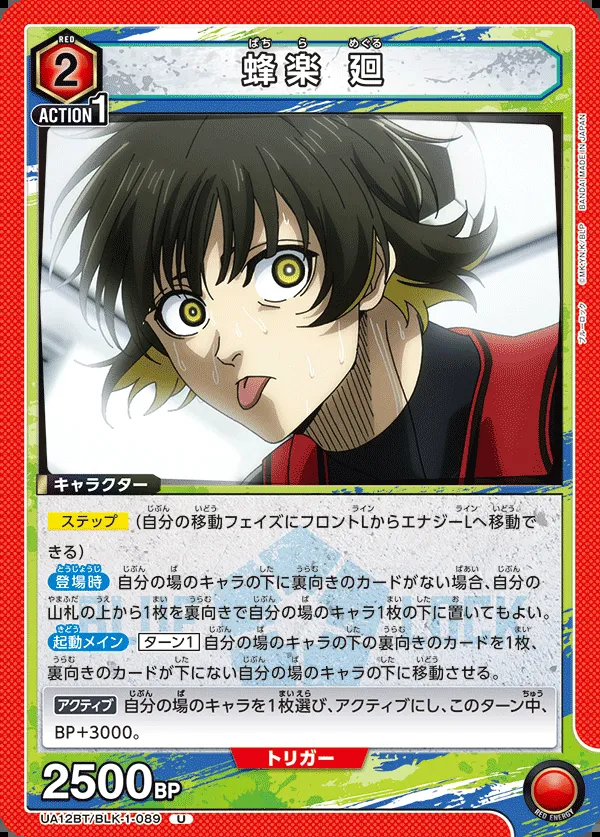 RED
2
ACTION 1
ばちら めぐる
蜂楽 廻
©MK,YN,K/BLP BANDAI MADE IN JAPAN
ブルーロック
キャラクター
ステップ (自分の移動フェイズにフロントLからエナジーLへ移動で
きる)
登場時 自分の場のキャラの下に裏向きのカードがない場合、自分の
山札の上から1枚を裏向きで自分の場のキャラ1枚の下に置いてもよい。
起動メイン ターン1 自分の場のキャラの下の裏向きのカードを1枚、
裏向きのカードが下にない自分の場のキャラの下に移動させる。
アクティブ 自分の場のキャラを1枚選び、アクティブにし、このターン中、
BP+3000。
トリガー
2500BP
RED ENERGY
UA12BT/BLK-1-089 U